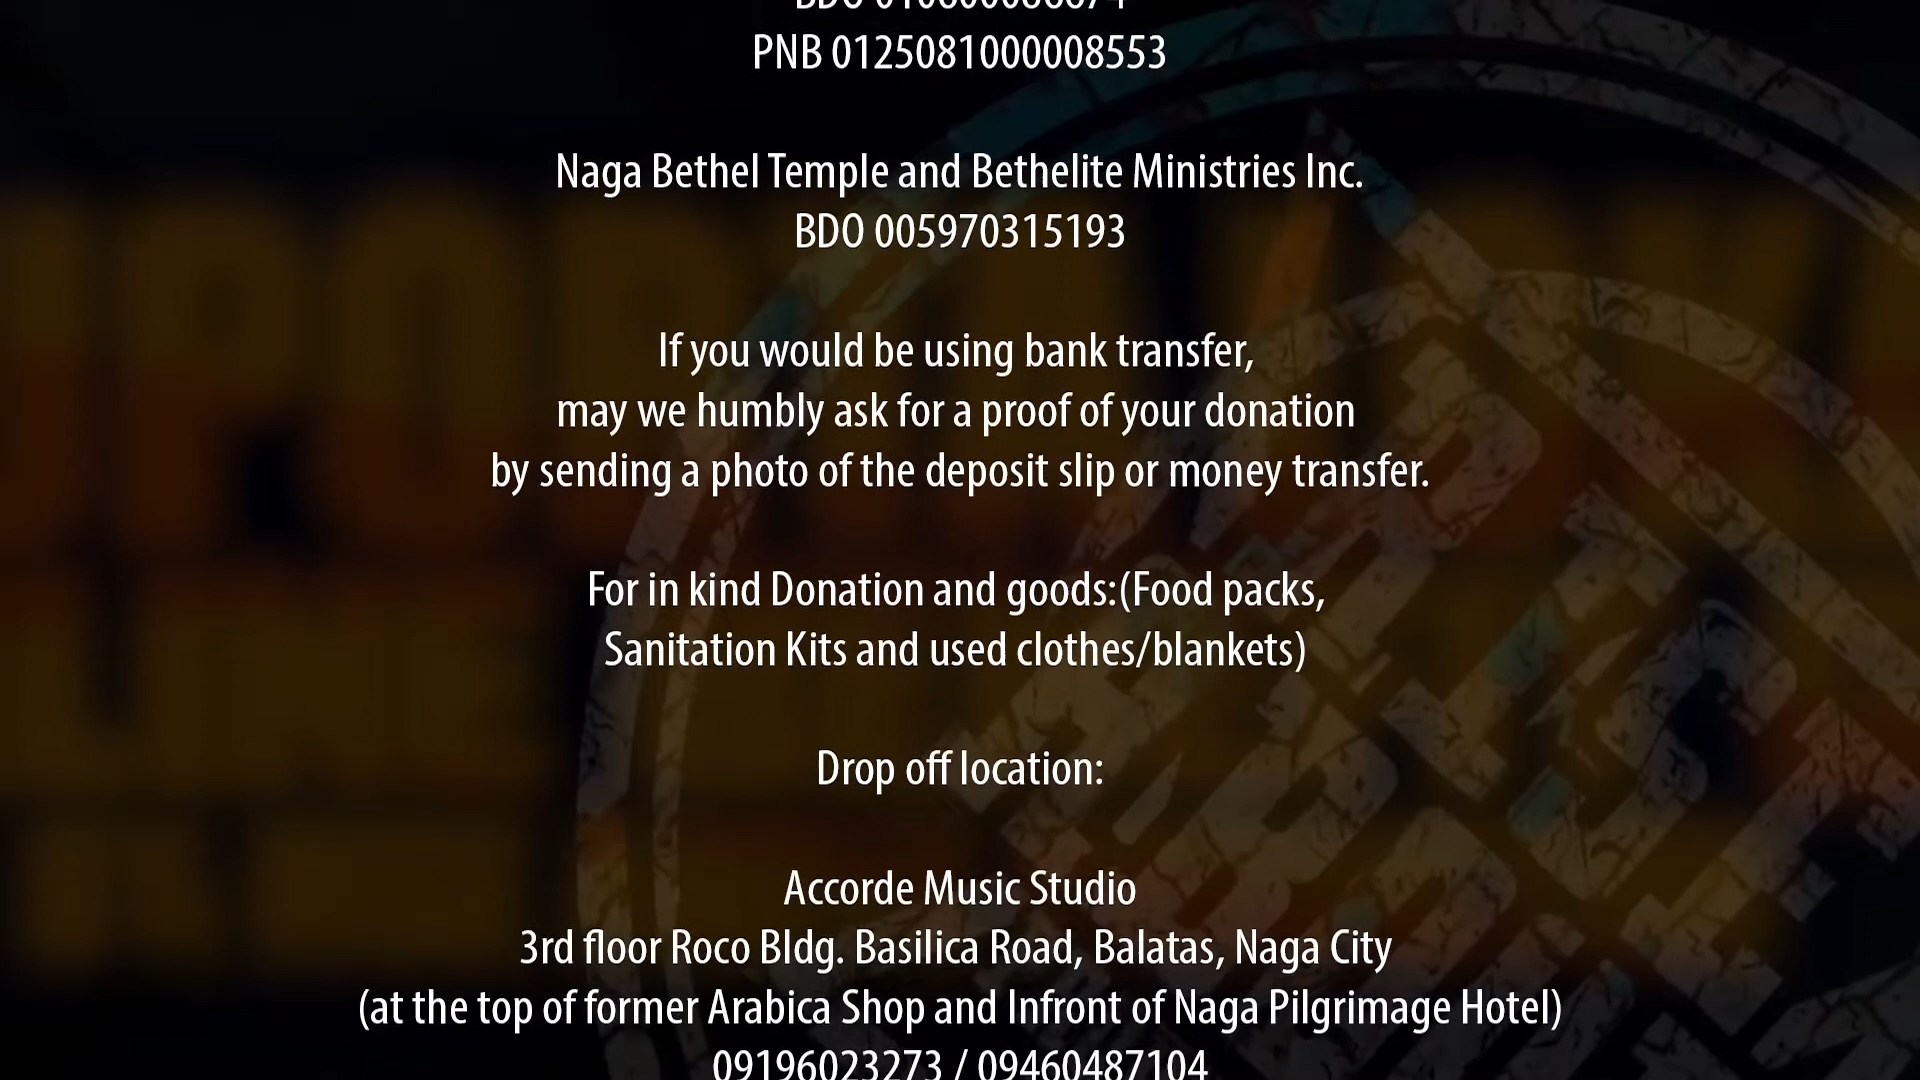 BDO
PNB 0125081000008553
Naga Bethel Temple and Bethelite Ministries Inc.
BDO 005970315193
If you would be using bank transfer,
may we humbly ask for a proof of your donation
by sending a photo of the deposit slip or money transfer.
For in kind Donation and goods:(Food packs,
Sanitation Kits and used clothes/blankets)
Drop off location:
Accorde Music Studio
3rd floor Roco Bldg. Basilica Road, Balatas, Naga City
(at the top of former Arabica Shop and Infront of Naga Pilgrimage Hotel)
09196023273 / 09460487104